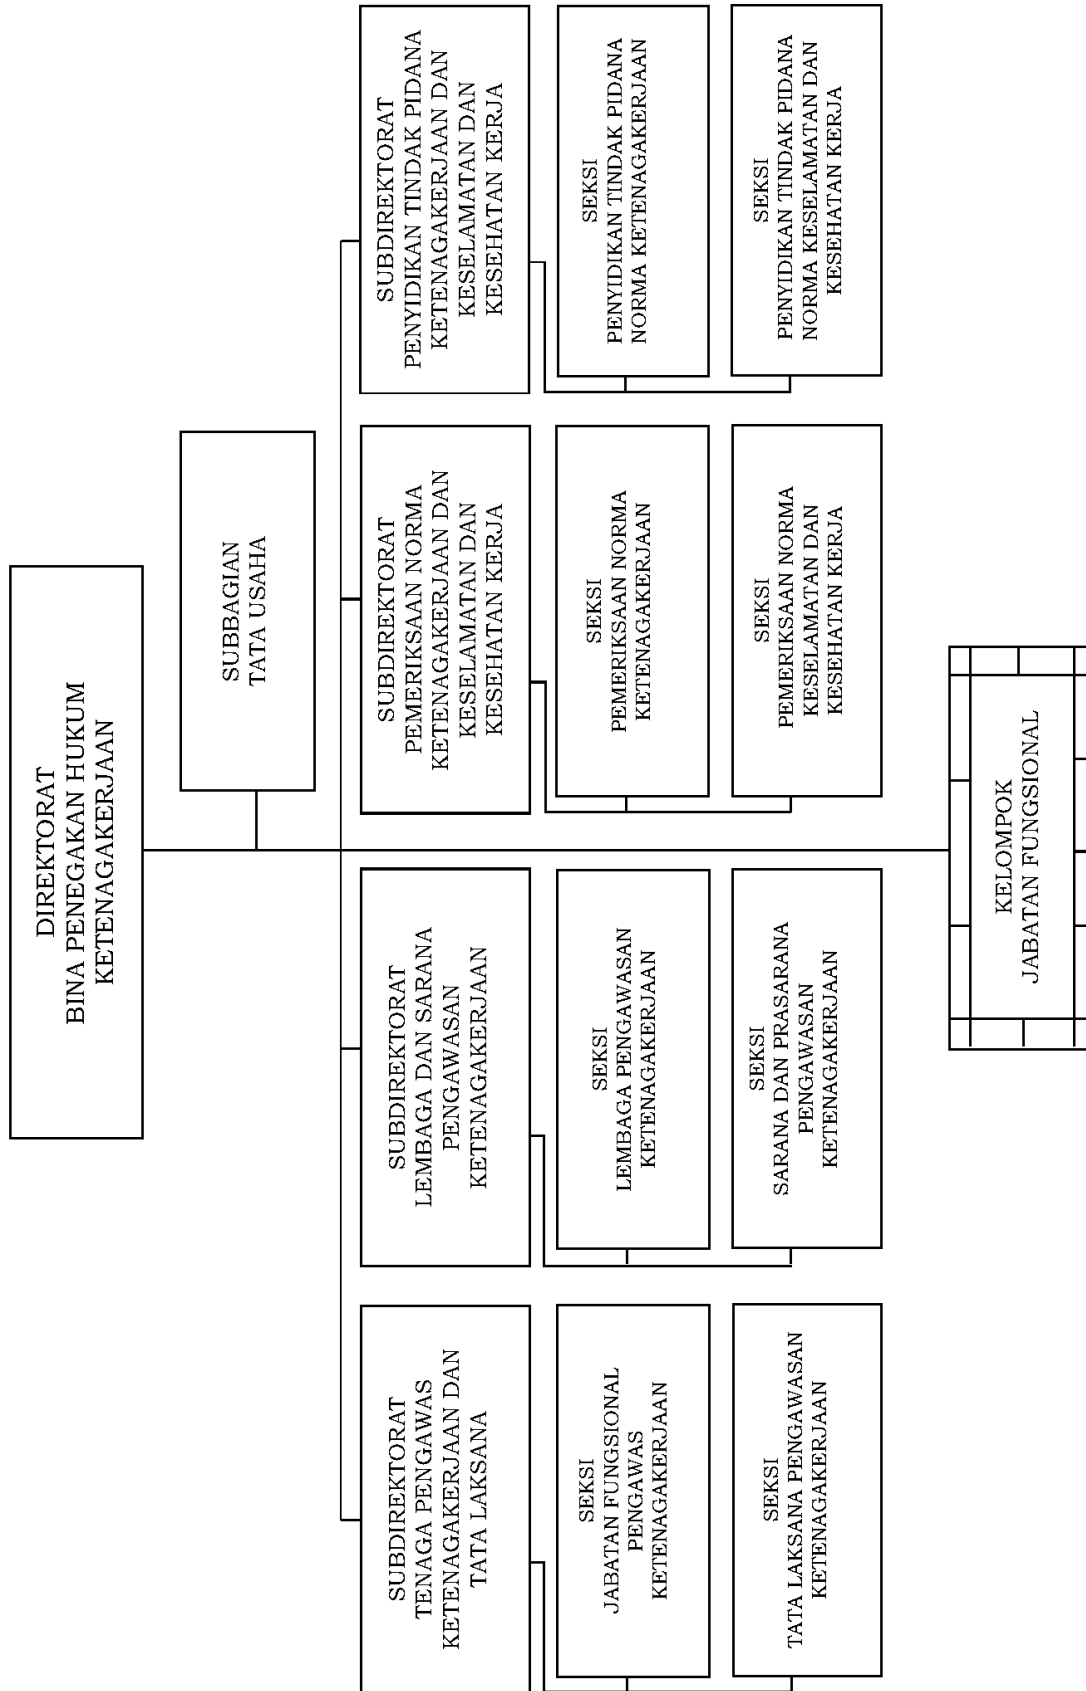 DIREKTORAT
BINA PENEGAKAN HUKUM
KETENAGAKERJAAN
SUBBAGIAN
TATA USAHA
SUBDIREKTORAT
TENAGA PENGAWAS
KETENAGAKERJAAN DAN
TATA LAKSANA
SUBDIREKTORAT
LEMBAGA DAN SARANA
PENGAWASAN
KETENAGAKERJAAN
SUBDIREKTORAT
PEMERIKSAAN NORMA
KETENAGAKERJAAN DAN
KESELAMATAN DAN
KESEHATAN KERJA
SUBDIREKTORAT
PENYIDIKAN TINDAK PIDANA
KETENAGAKERJAAN DAN
KESELAMATAN DAN
KESEHATAN KERJA
SEKSI
JABATAN FUNGSIONAL
PENGAWAS
KETENAGAKERJAAN
SEKSI
LEMBAGA PENGAWASAN
KETENAGAKERJAAN
SEKSI
PEMERIKSAAN NORMA
KETENAGAKERJAAN
SEKSI
PENYIDIKAN TINDAK PIDANA
NORMA KETENAGAKERJAAN
SEKSI
TATA LAKSANA PENGAWASAN
KETENAGAKERJAAN
SEKSI
SARANA DAN PRASARANA
PENGAWASAN
KETENAGAKERJAAN
SEKSI
PEMERIKSAAN NORMA
KESELAMATAN DAN
KESEHATAN KERJA
SEKSI
PENYIDIKAN TINDAK PIDANA
NORMA KESELAMATAN DAN
KESEHATAN KERJA
KELOMPOK
JABATAN FUNGSIONAL